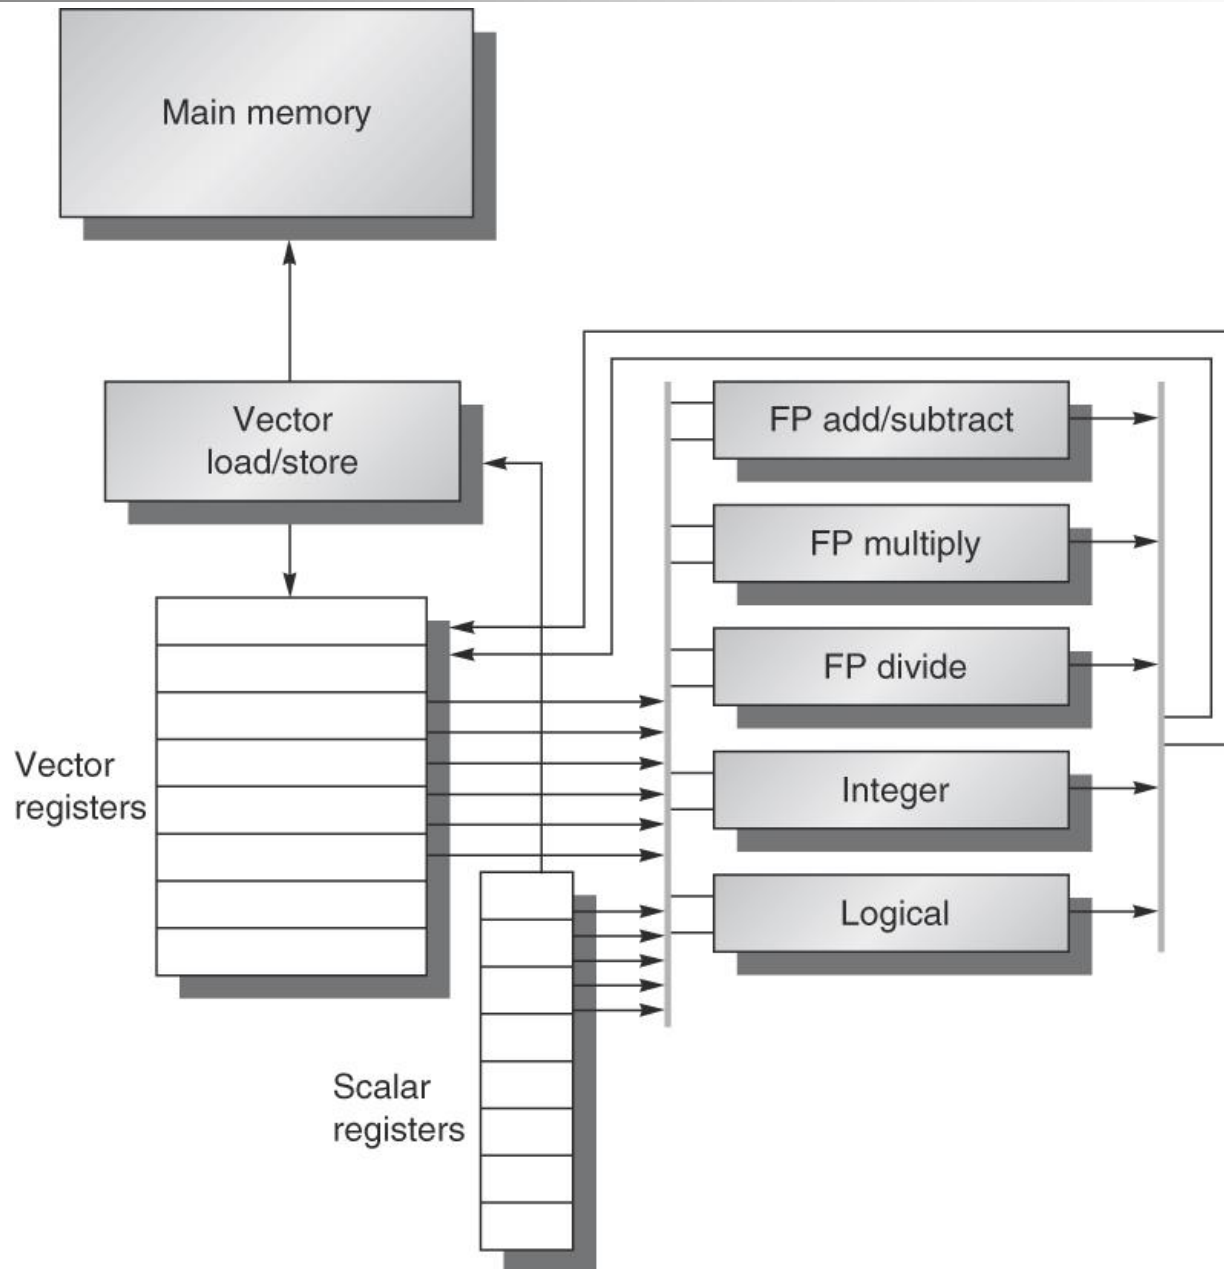 Main memory
Vector
load/store
FP add/subtract
FP multiply
FP divide
Integer
Logical
Vector
registers
Scalar
registers